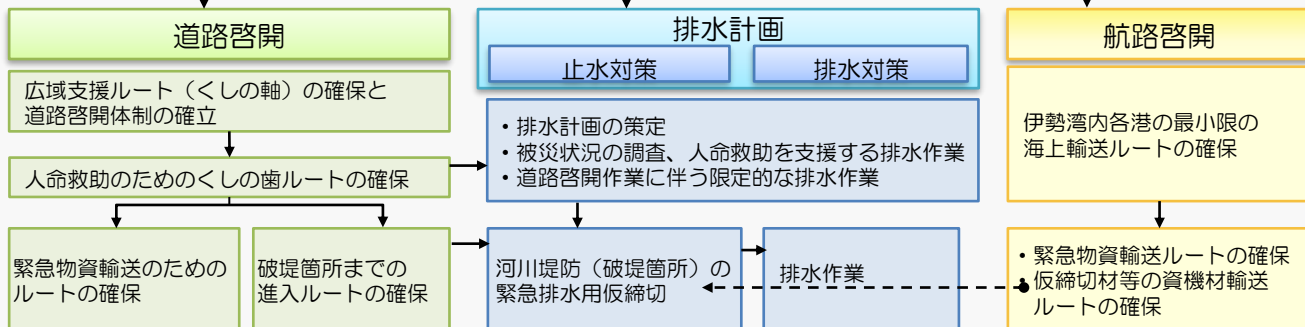 道路啓開
広域支援ルート（くしの軸）の確保と
道路啓開体制の確立
人命救助のためのくしの歯ルートの確保
緊急物資輸送のための
ルートの確保
破堤箇所までの
進入ルートの確保
排水計画
止水対策
排水対策
・排水計画の策定
・被災状況の調査、人命救助を支援する排水作業
・道路啓開作業に伴う限定的な排水作業
河川堤防（破堤箇所）の
緊急排水用仮締切
排水作業
航路啓開
伊勢湾内各港の最小限の
海上輸送ルートの確保
・緊急物資輸送ルートの確保
・仮締切材等の資機材輸送
ルートの確保